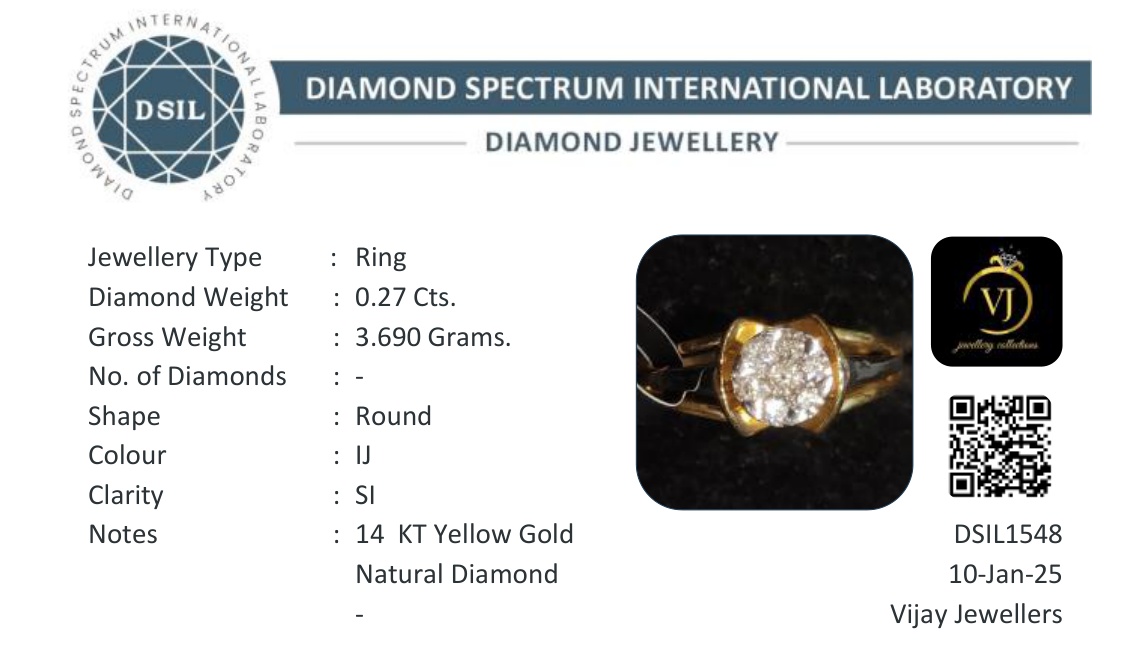 DIAMOND SPECTRUM INTERNATIONAL LABORATORY
DSIL
DIAMOND SPECTRUM INTERNATIONAL LABORATORY
DIAMOND JEWELLERY
Jewellery Type : Ring
Diamond Weight : 0.27 Cts.
Gross Weight : 3.690 Grams.
No. of Diamonds : -
Shape : Round
Colour : IJ
Clarity : SI
Notes : 14 KT Yellow Gold
Natural Diamond
-
VJ
jewellery collections
DSIL1548
10-Jan-25
Vijay Jewellers